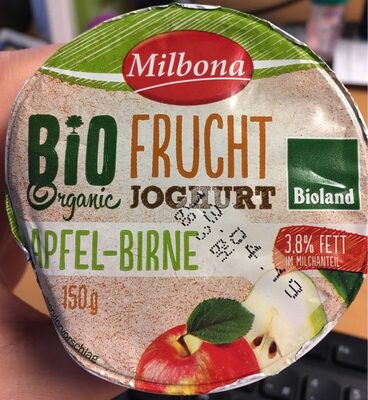 Milbona
BIO FRUCHT
Organic JOGHURT
Bioland
APFEL-BIRNE
3.8% FETT
IM MILCHANTEIL
150g